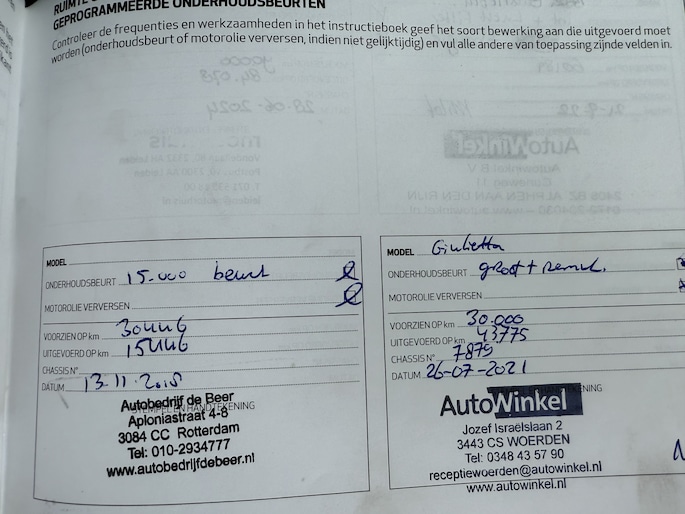 GEPROGRAMMEERDE ONDERHOUDSBEURTEN
Controleer de frequenties en werkzaamheden in het instructieboek geef het soort bewerking aan die uitgevoerd moet
worden (onderhoudsbeurt of motorolie verversen, indien niet gelijktijdig) en vul alle andere van toepassing zijnde velden in.
MODEL
ONDERHOUDSBEURT 15.000 beurt
MOTOROLIE VERVERSEN
VOORZIEN OP km
UITGEVOERD OP km
CHASSIS N°
DATUM 13.11.2015
STEMPEL EN HANDTEKENING
Autobedrijf de Beer
Aploniastraat 4-8
3084 CC Rotterdam
Tel: 010-2934777
www.autobedrijfdebeer.nl
MODEL Giulietta
ONDERHOUDSBEURT groot + remvl.
MOTOROLIE VERVERSEN
VOORZIEN OP km 30.000
UITGEVOERD OP km 43775
CHASSIS N° 7879
DATUM 26-07-2021
AutoWinkel
Jozef Israëlslaan 2
3443 CS WOERDEN
Tel: 0348 43 57 90
receptiewoerden@autowinkel.nl
www.autowinkel.nl